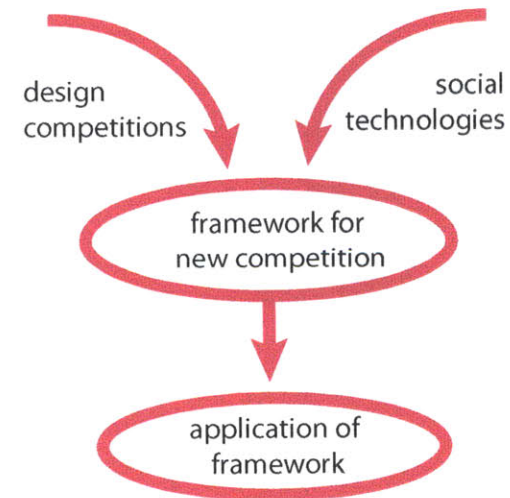 design
competitions
social
technologies
framework for
new competition
application of
framework